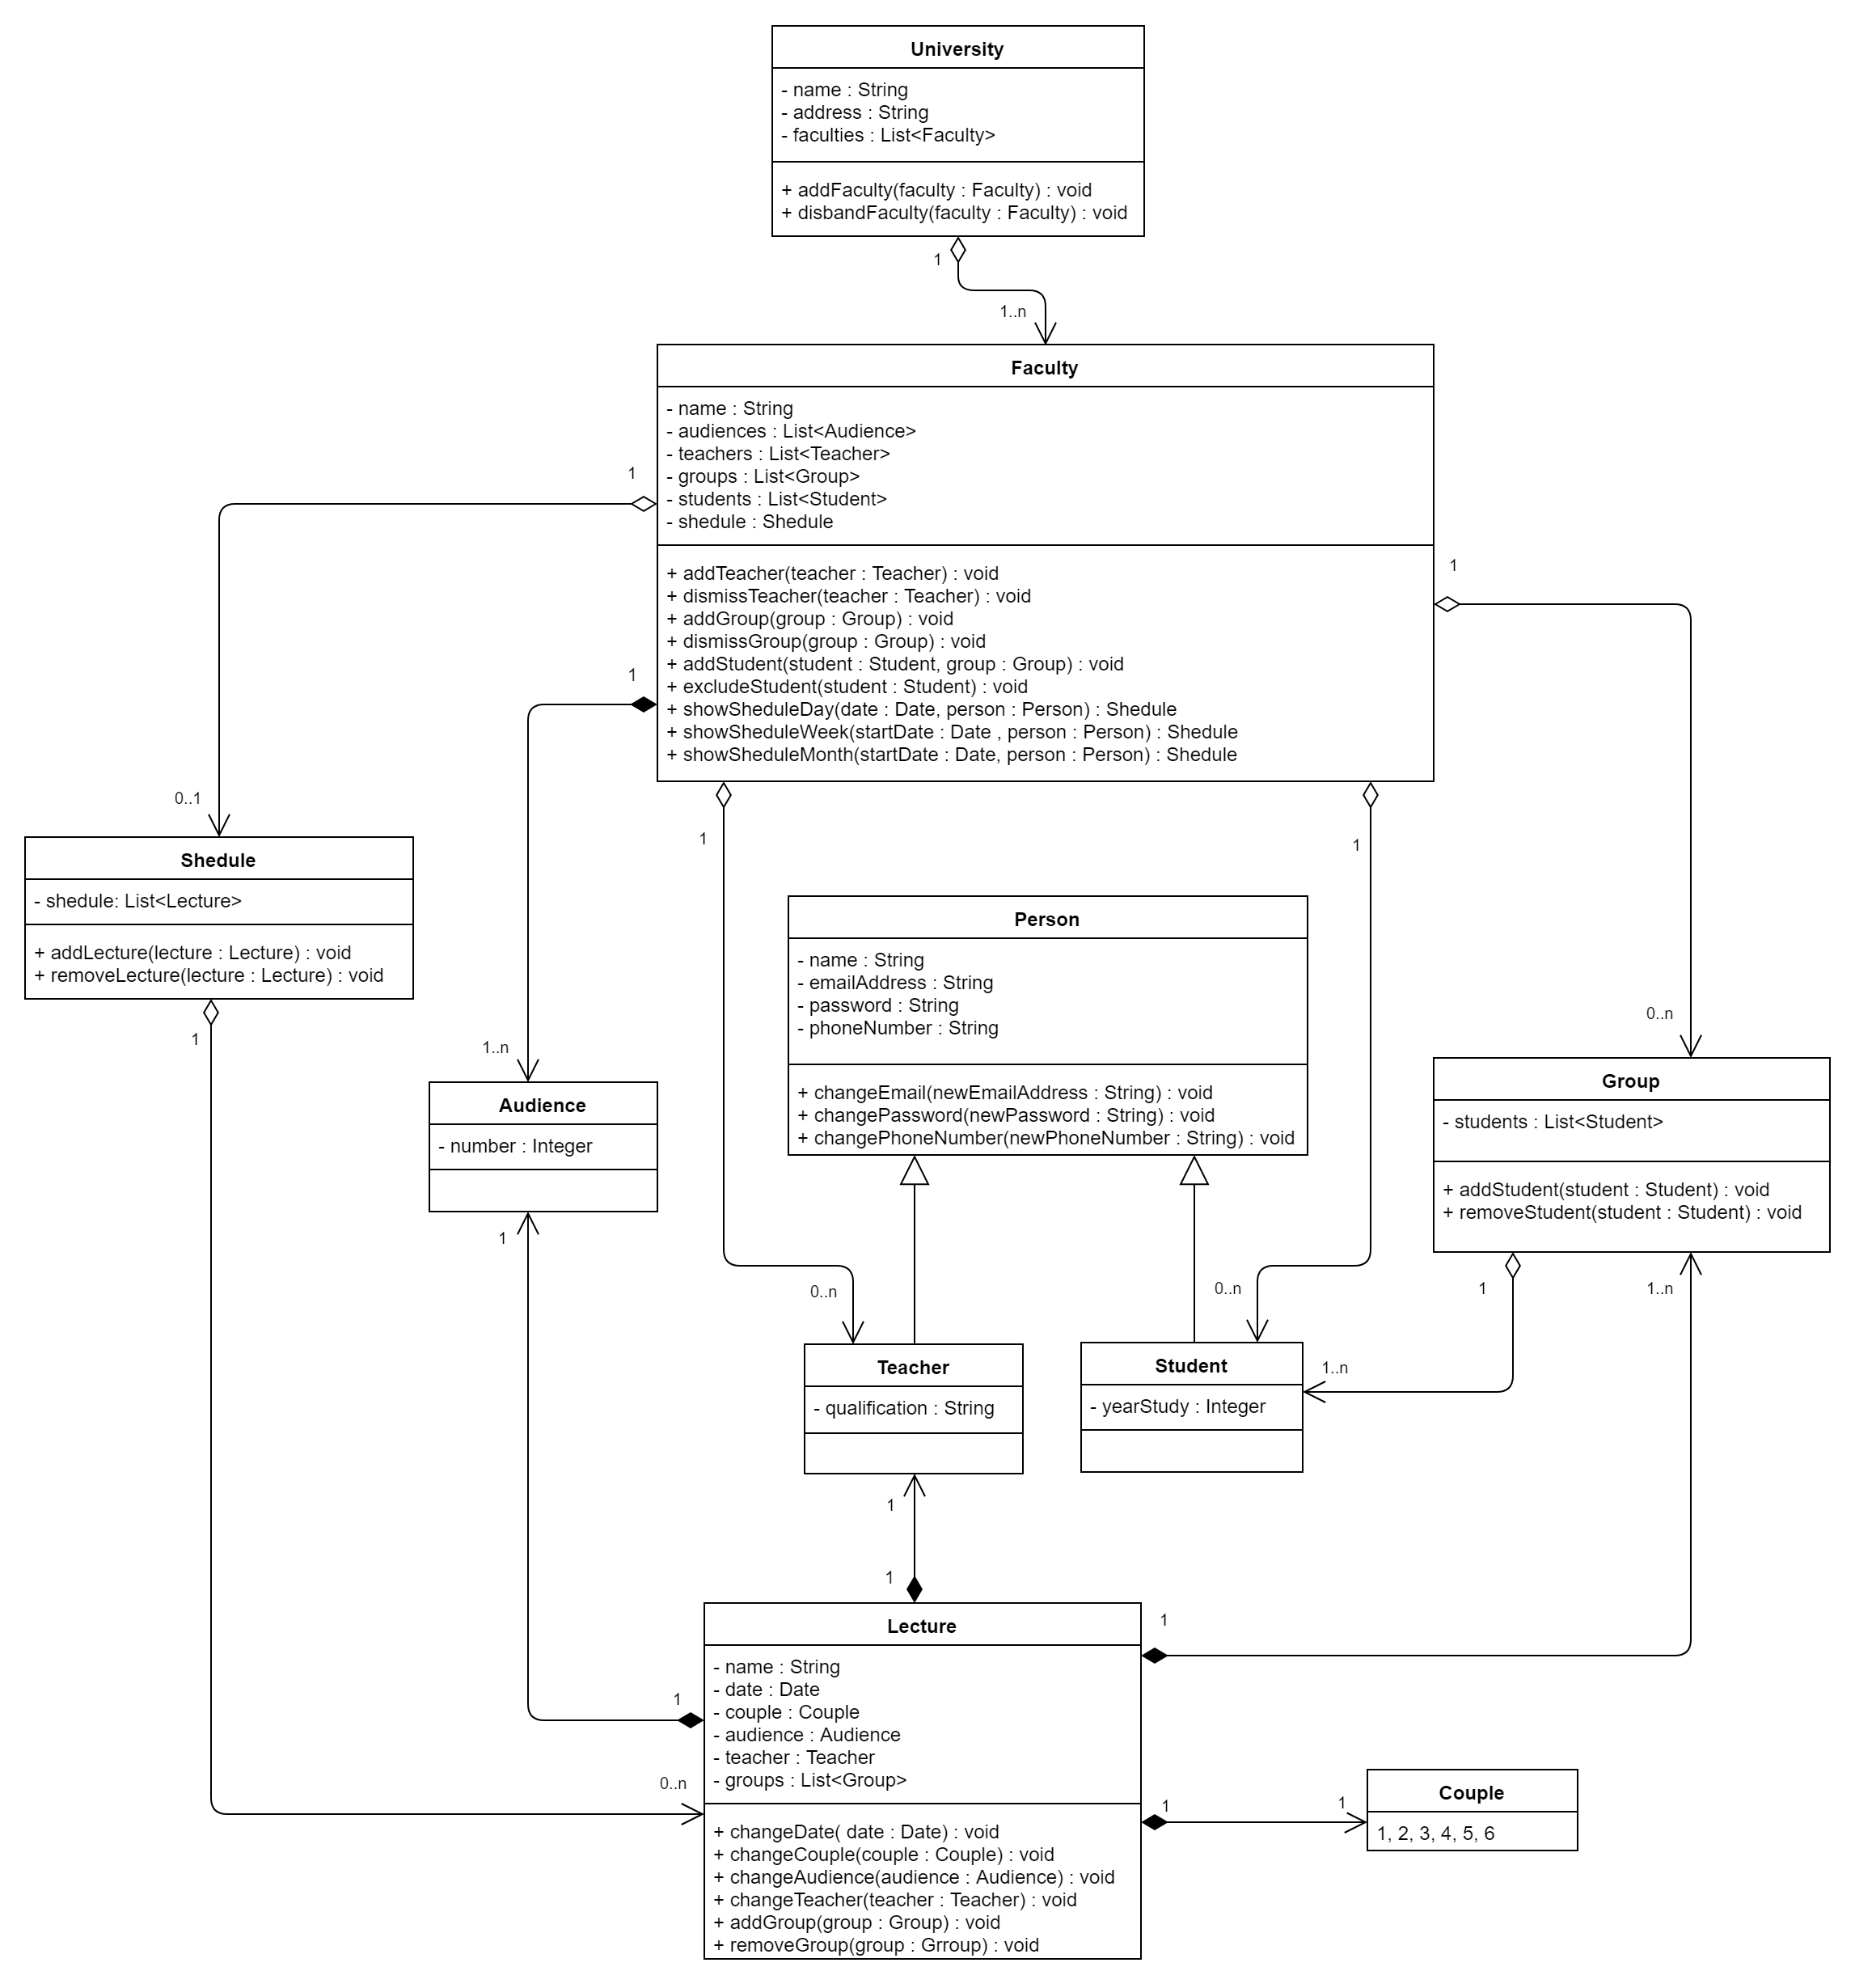 University
- name : String
- address : String
- faculties : List<Faculty>
+ addFaculty(faculty : Faculty) : void
+ disbandFaculty(faculty : Faculty) : void
1
1..n
Faculty
- name : String
- audiences : List<Audience>
- teachers : List<Teacher>
- groups : List<Group>
- students : List<Student>
- shedule : Shedule
+ addTeacher(teacher : Teacher) : void
+ dismissTeacher(teacher : Teacher) : void
+ addGroup(group : Group) : void
+ dismissGroup(group : Group) : void
+ addStudent(student : Student, group : Group) : void
+ excludeStudent(student : Student) : void
+ showSheduleDay(date : Date, person : Person) : Shedule
+ showSheduleWeek(startDate : Date , person : Person) : Shedule
+ showSheduleMonth(startDate : Date, person : Person) : Shedule
1
1
1
1
1
0..1
Shedule
- shedule: List<Lecture>
+ addLecture(lecture : Lecture) : void
+ removeLecture(lecture : Lecture) : void
1
1..n
Audience
- number : Integer
1
Person
- name : String
- emailAddress : String
- password : String
- phoneNumber : String
+ changeEmail(newEmailAddress : String) : void
+ changePassword(newPassword : String) : void
+ changePhoneNumber(newPhoneNumber : String) : void
0..n
Group
- students : List<Student>
+ addStudent(student : Student) : void
+ removeStudent(student : Student) : void
1
1..n
0..n
Teacher
- qualification : String
1
0..n
Student
- yearStudy : Integer
1..n
1
Lecture
- name : String
- date : Date
- couple : Couple
- audience : Audience
- teacher : Teacher
- groups : List<Group>
+ changeDate( date : Date) : void
+ changeCouple(couple : Couple) : void
+ changeAudience(audience : Audience) : void
+ changeTeacher(teacher : Teacher) : void
+ addGroup(group : Group) : void
+ removeGroup(group : Grroup) : void
1
1
0..n
1
1
Couple
1, 2, 3, 4, 5, 6